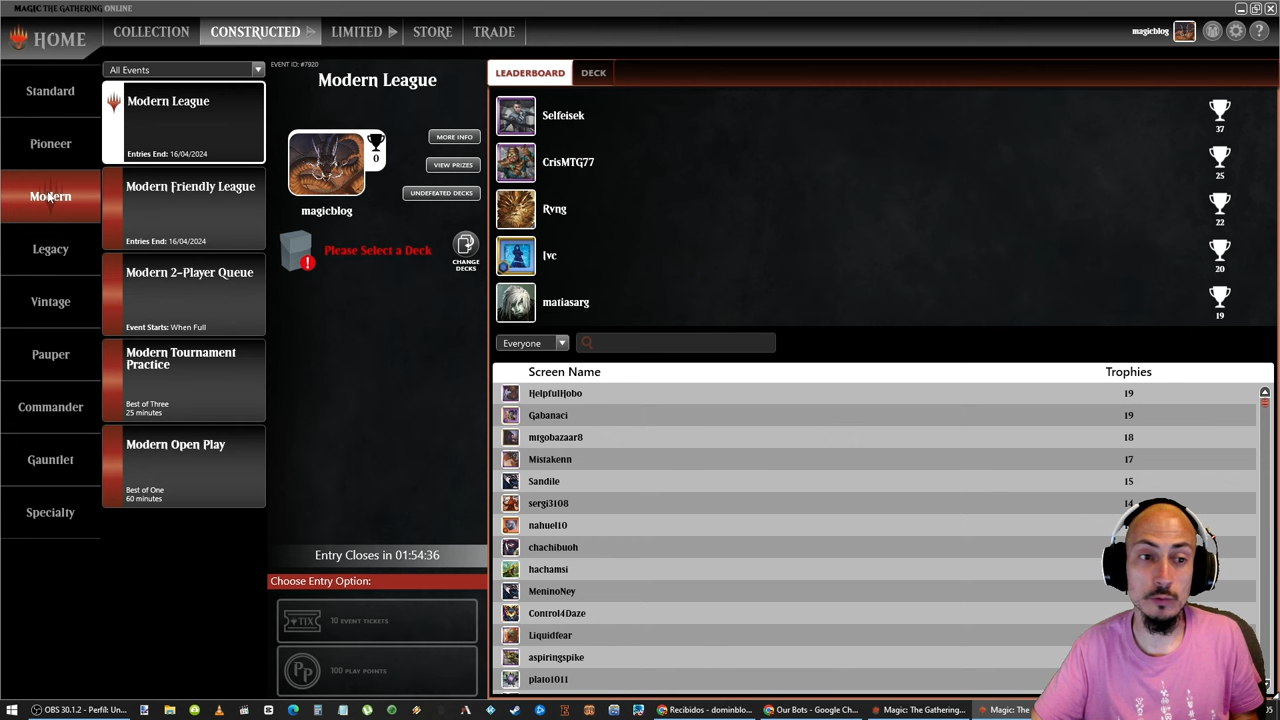 MAGIC THE GATHERING ONLINE
HOME
COLLECTION
CONSTRUCTED
LIMITED
STORE
TRADE
magicblog
Standard
Pioneer
Modern
Legacy
Vintage
Pauper
Commander
Gauntlet
Specialty
All Events
Modern League
Entries End: 16/04/2024
Modern Friendly League
Entries End: 16/04/2024
Modern 2-Player Queue
Event Starts: When Full
Modern Tournament
Practice
Best of Three
25 minutes
Modern Open Play
Best of One
60 minutes
EVENT ID: #7920
Modern League
0
MORE INFO
VIEW PRIZES
UNDEFEATED DECKS
magicblog
Please Select a Deck
CHANGE
DECKS
Entry Closes in 01:54:36
Choose Entry Option:
TIX
10 EVENT TICKETS
PP
100 PLAY POINTS
LEADERBOARD
DECK
Selfeisek 37
CrisMTG77 25
Rvng 22
Ivc 20
matiasarg 19
Everyone
Screen Name Trophies
HelpfulHobo 19
Gabanaci 19
mtgobazaar8 18
Mistakenn 17
Sandile 15
sergi3108 14
nahuel10
chachibuoh
hachamsi
MeninoNey
Control4Daze
Liquidfear
aspiringspike
plato1011
OBS 30.1.2 - Perfil: Un...
Recibidos - dominblo...
Our Bots - Google Ch...
Magic: The Gathering...
Magic: The